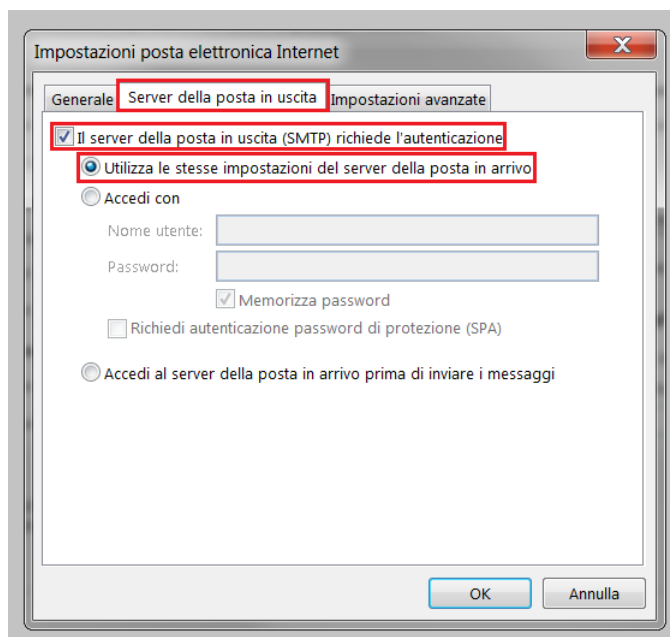 Impostazioni posta elettronica Internet
X
Generale Server della posta in uscita Impostazioni avanzate
Il server della posta in uscita (SMTP) richiede l'autenticazione
Utilizza le stesse impostazioni del server della posta in arrivo
Accedi con
Nome utente:
Password:
Memorizza password
Richiedi autenticazione password di protezione (SPA)
Accedi al server della posta in arrivo prima di inviare i messaggi
OK Annulla